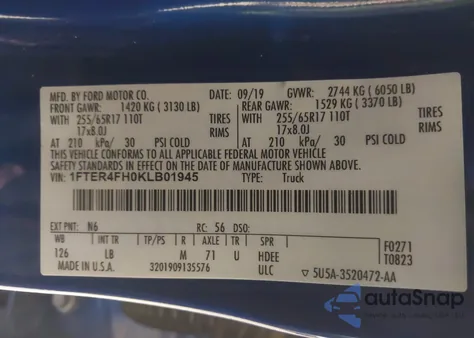 MFD. BY FORD MOTOR CO.
09/19 GVWR: 2744 KG (6050 LB)
FRONT GAWR: 1420 KG (3130 LB) REAR GAWR: 1529 KG (3370 LB)
WITH 255/65R17 110T TIRES WITH 255/65R17 110T TIRES
17x8.0J RIMS 17x8.0J RIMS
AT 210 kPa/ 30 PSI COLD AT 210 kPa/ 30 PSI COLD
THIS VEHICLE CONFORMS TO ALL APPLICABLE FEDERAL MOTOR VEHICLE
SAFETY STANDARDS IN EFFECT ON THE DATE OF MANUFACTURE SHOWN ABOVE.
VIN: 1FTER4FH0KLB01945 TYPE: Truck
EXT PNT: N6 RC: 56 DSO:
WB INT TR TP/PS R AXLE TR SPR
126 LB M 71 U HDEE
ULC
F0271
T0823
MADE IN U.S.A. 3201909135576
▽ 5U5A-3520472-AA
autoSnap